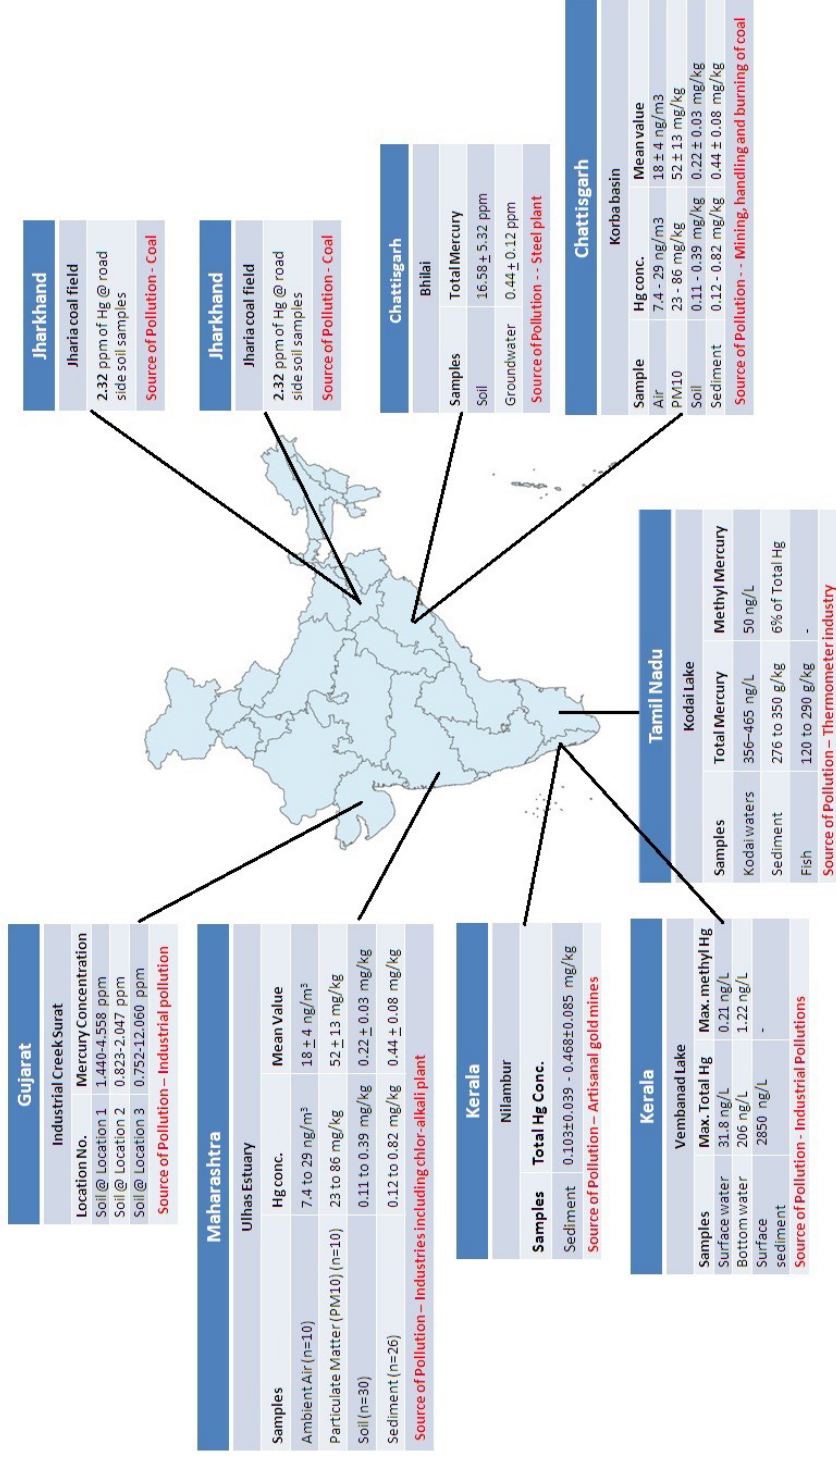 Gujarat
Industrial Creek Surat
Location No. Mercury Concentration
Soil @ Location 1 1.440-4.558 ppm
Soil @ Location 2 0.823-2.047 ppm
Soil @ Location 3 0.752-12.060 ppm
Source of Pollution – Industrial pollution
Maharashtra
Ulhas Estuary
Samples Hg conc. Mean Value
Ambient Air (n=10) 7.4 to 29 ng/m³ 18 ± 4 ng/m³
Particulate Matter (PM10) (n=10) 23 to 86 mg/kg 52 ± 13 mg/kg
Soil (n=30) 0.11 to 0.39 mg/kg 0.22 ± 0.03 mg/kg
Sediment (n=26) 0.12 to 0.82 mg/kg 0.44 ± 0.08 mg/kg
Source of Pollution – Industries including chlor-alkali plant
Kerala
Nilambur
Samples Total Hg Conc.
Sediment 0.103±0.039 - 0.468±0.085 mg/kg
Source of Pollution – Artisanal gold mines
Kerala
Vembanad Lake
Samples Max. Total Hg Max. methyl Hg
Surface water 31.8 ng/L 0.21 ng/L
Bottom water 206 ng/L 1.22 ng/L
Surface 2850 ng/L -
sediment
Source of Pollution - Industrial Pollutions
Tamil Nadu
Kodai Lake
Samples Total Mercury Methyl Mercury
Kodai waters 356–465 ng/L 50 ng/L
Sediment 276 to 350 g/kg 6% of Total Hg
Fish 120 to 290 g/kg -
Source of Pollution – Thermometer industry
Jharkhand
Jharia coal field
2.32 ppm of Hg @ road
side soil samples
Source of Pollution - Coal
Jharkhand
Jharia coal field
2.32 ppm of Hg @ road
side soil samples
Source of Pollution - Coal
Chattisgarh
Bhilai
Samples Total Mercury
Soil 16.58 ± 5.32 ppm
Groundwater 0.44 ± 0.12 ppm
Source of Pollution - - Steel plant
Chattisgarh
Korba basin
Sample Hg conc. Mean value
Air 7.4 - 29 ng/m3 18 ± 4 ng/m3
PM10 23 - 86 mg/kg 52 ± 13 mg/kg
Soil 0.11 - 0.39 mg/kg 0.22 ± 0.03 mg/kg
Sediment 0.12 - 0.82 mg/kg 0.44 ± 0.08 mg/kg
Source of Pollution - - Mining, handling and burning of coal